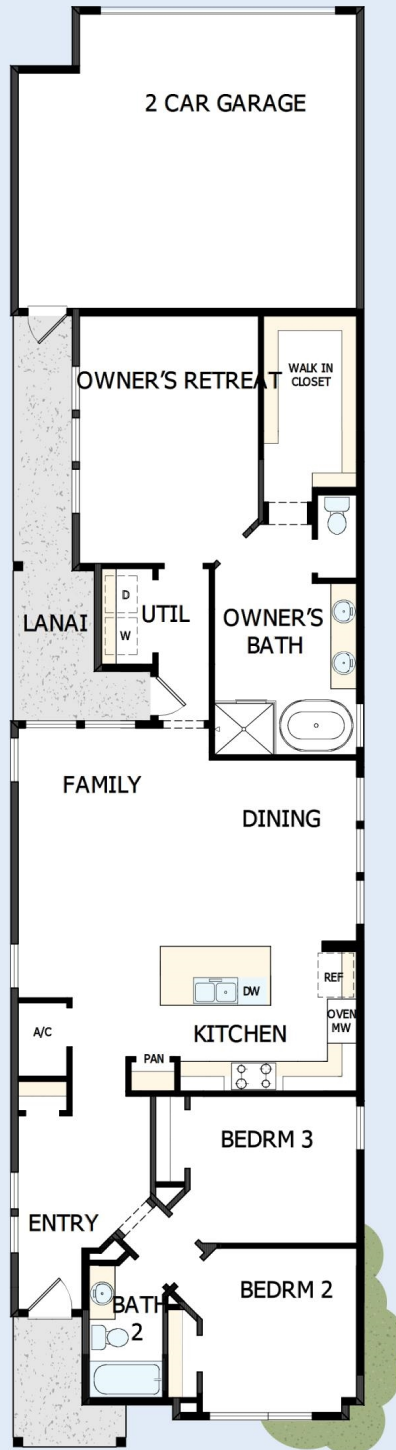 2 CAR GARAGE
OWNER'S RETREAT
WALK IN
CLOSET
D
W
UTIL
LANAI
OWNER'S
BATH
FAMILY
DINING
REF
DW
OVEN
MW
A/C
KITCHEN
PAN
BEDRM 3
ENTRY
BEDRM 2
BATH
2